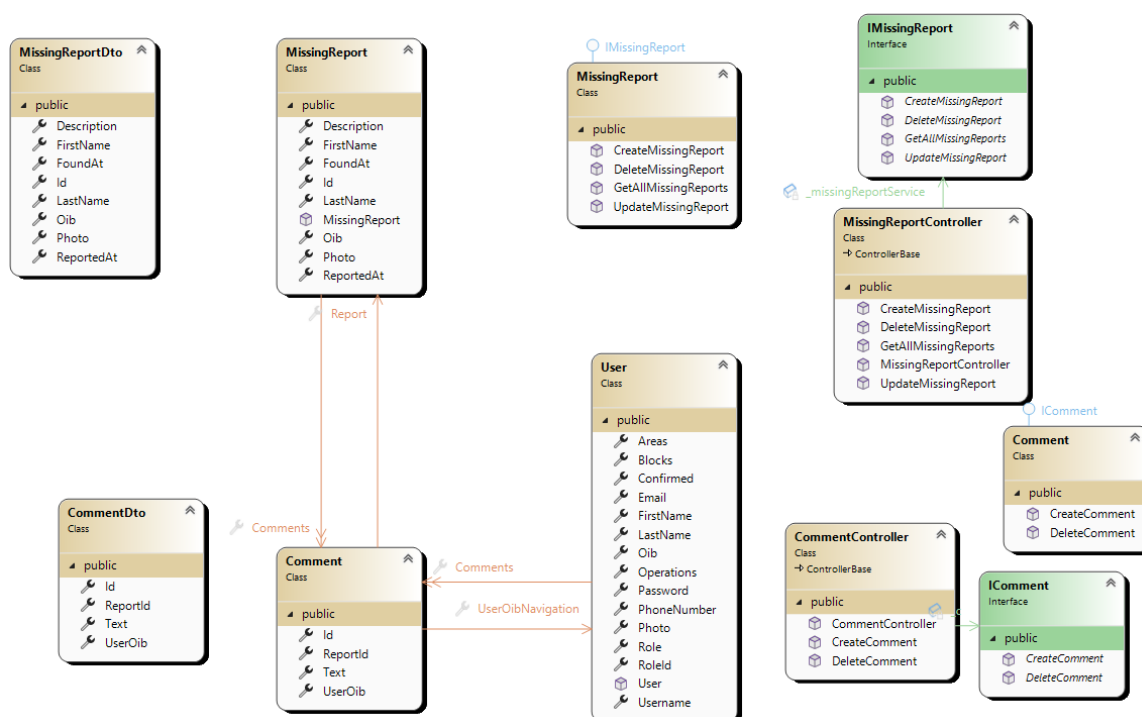 MissingReportDto
Class
public
Description
FirstName
FoundAt
Id
LastName
Oib
Photo
ReportedAt
MissingReport
Class
public
Description
FirstName
FoundAt
Id
LastName
MissingReport
Oib
Photo
ReportedAt
IMissingReport
MissingReport
Class
public
CreateMissingReport
DeleteMissingReport
GetAllMissingReports
UpdateMissingReport
IMissingReport
Interface
public
CreateMissingReport
DeleteMissingReport
GetAllMissingReports
UpdateMissingReport
_missingReportService
MissingReportController
Class
ControllerBase
public
CreateMissingReport
DeleteMissingReport
GetAllMissingReports
MissingReportController
UpdateMissingReport
Report
Comments
User
Class
public
Areas
Blocks
Confirmed
Email
FirstName
LastName
Oib
Operations
Password
PhoneNumber
Photo
Role
RoleId
User
Username
CommentDto
Class
public
Id
ReportId
Text
UserOib
Comment
Class
public
Id
ReportId
Text
UserOib
Comments
UserOibNavigation
IComment
Comment
Class
public
CreateComment
DeleteComment
CommentController
Class
ControllerBase
public
CommentController
CreateComment
DeleteComment
IComment
Interface
public
CreateComment
DeleteComment